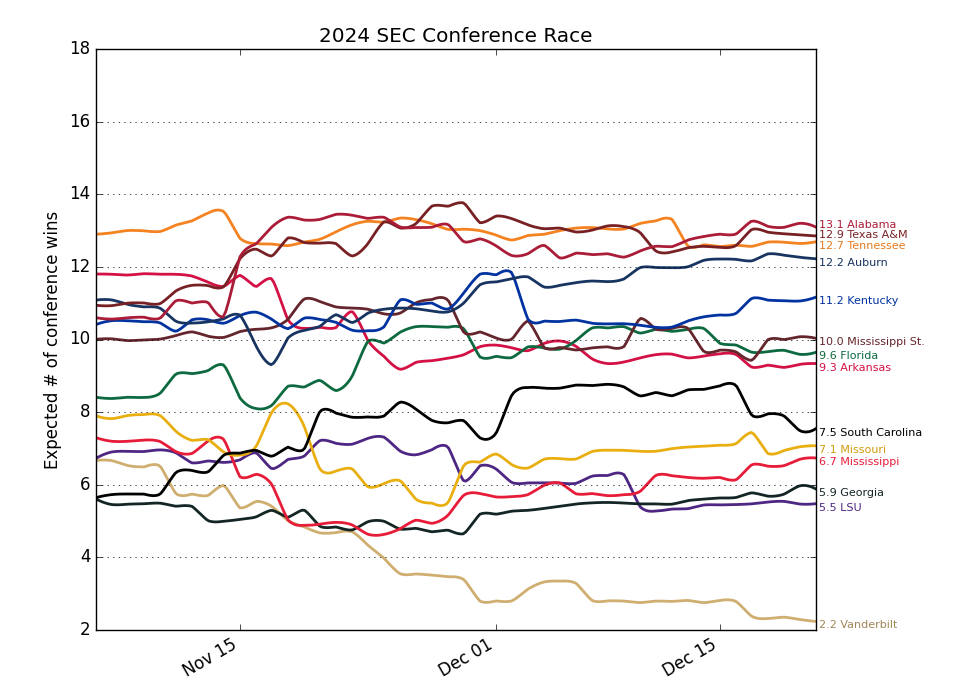 2024 SEC Conference Race
Expected # of conference wins
18
16
14
12
10
8
6
4
2
Nov 15
Dec 01
Dec 15
13.1 Alabama
12.9 Texas A&M
12.7 Tennessee
12.2 Auburn
11.2 Kentucky
10.0 Mississippi St.
9.6 Florida
9.3 Arkansas
7.5 South Carolina
7.1 Missouri
6.7 Mississippi
5.9 Georgia
5.5 LSU
2.2 Vanderbilt